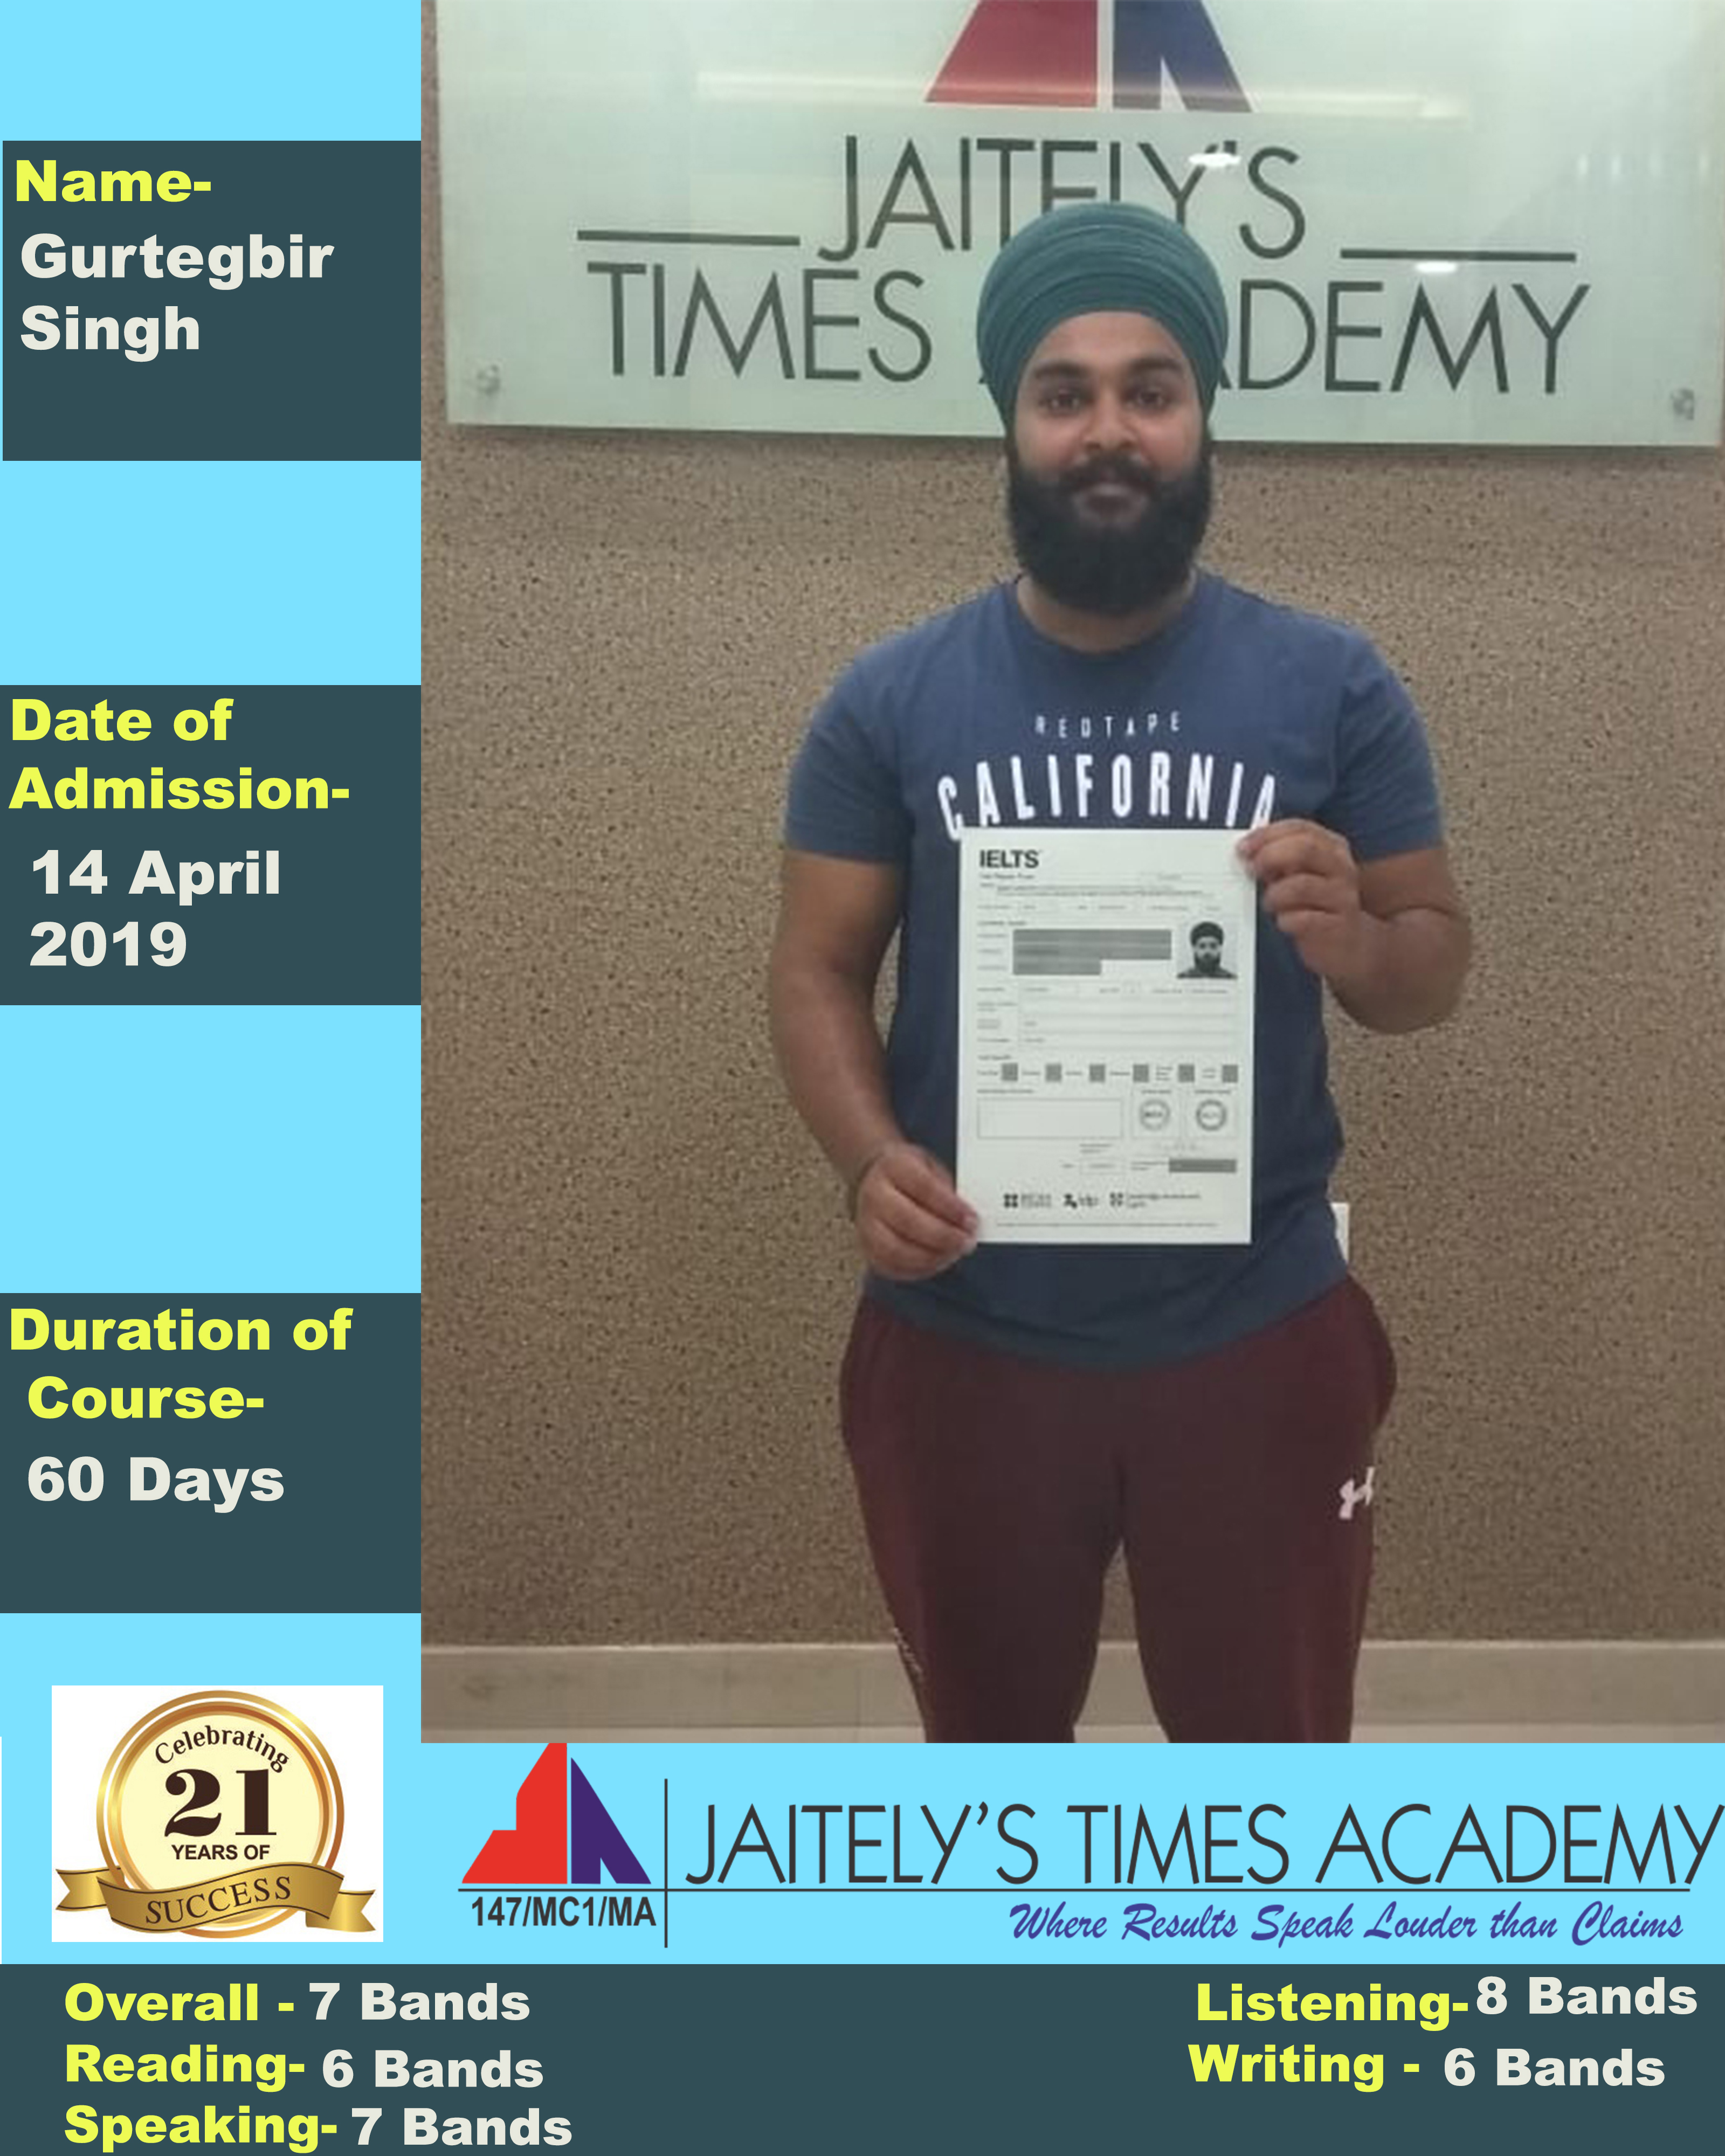 Name-
Gurtegbir
Singh
Date of
Admission-
14 April
2019
Duration of
Course-
60 Days
JAITELY'S
TIMES ADEMY
REDTAPE
CALIFORNIA
IELTS
Celebrating
21
YEARS OF
SUCCESS
147/MC1/MA
JAITELY'S TIMES ACADEMY
Where Results Speak Louder than Claims
Overall - 7 Bands
Reading- 6 Bands
Speaking- 7 Bands
Listening- 8 Bands
Writing - 6 Bands